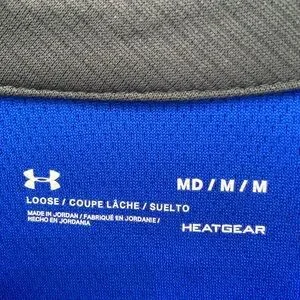 MD / M / M
LOOSE / COUPE LÂCHE / SUELTO
MADE IN JORDAN / FABRIQUÉ EN JORDANIE /
HECHO EN JORDANIA
HEATGEAR